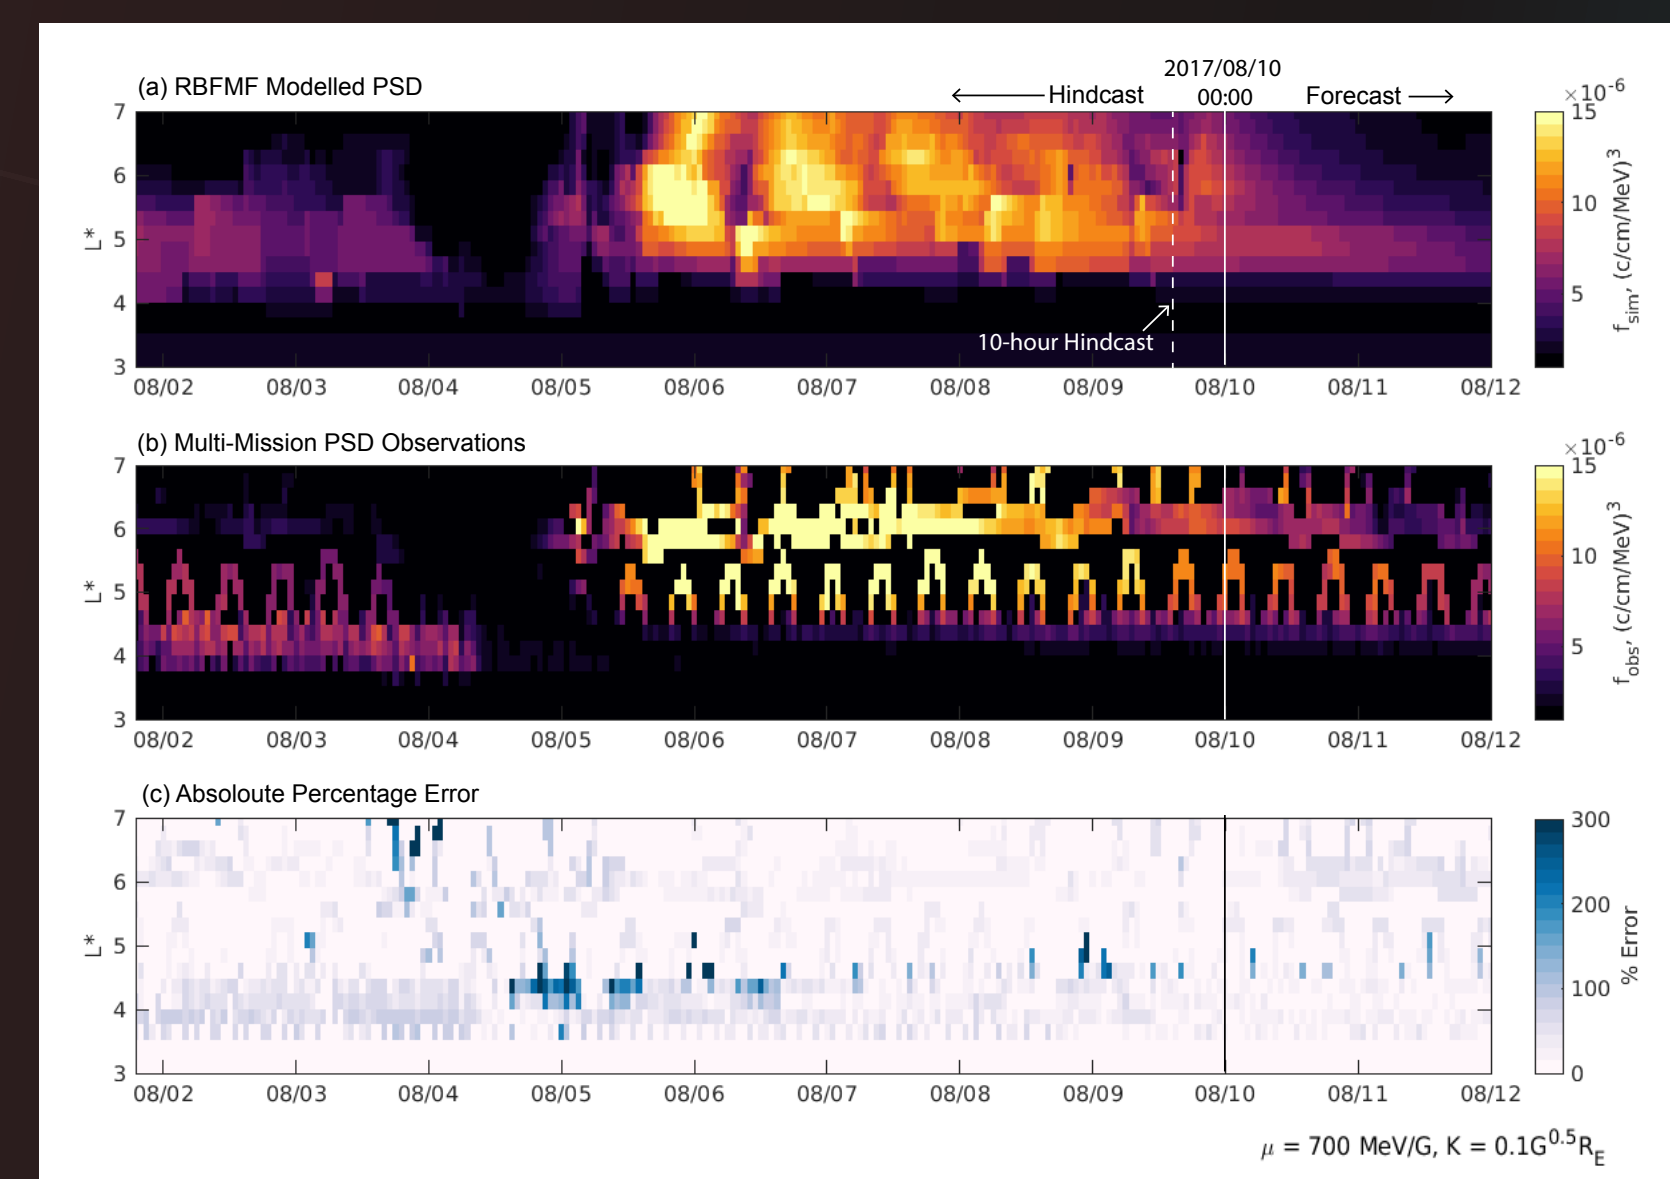 (a) RBFMF Modelled PSD
Hindcast
2017/08/10
00:00
Forecast
×10-6
7
6
5
4
3
L*
10-hour Hindcast
08/02 08/03 08/04 08/05 08/06 08/07 08/08 08/09 08/10 08/11 08/12
15
10
5
fsim, (c/cm/MeV)3
(b) Multi-Mission PSD Observations
×10-6
7
6
5
4
3
L*
08/02 08/03 08/04 08/05 08/06 08/07 08/08 08/09 08/10 08/11 08/12
15
10
5
fobs, (c/cm/MeV)3
(c) Absoloute Percentage Error
7
6
5
4
3
L*
08/02 08/03 08/04 08/05 08/06 08/07 08/08 08/09 08/10 08/11 08/12
300
200
100
0
% Error
μ = 700 MeV/G, K = 0.1G0.5RE